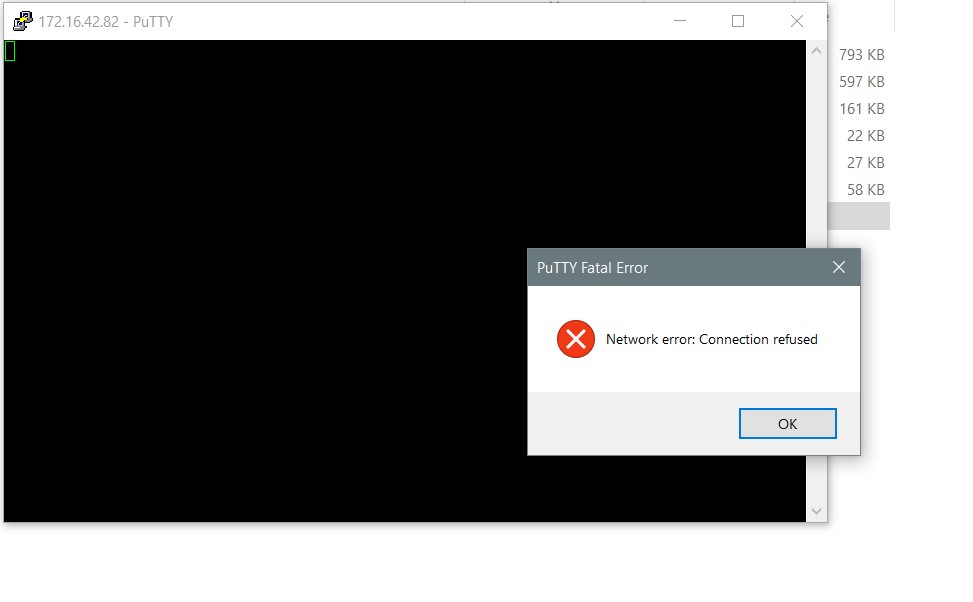 172.16.42.82 - PuTTY
793 KB
597 KB
161 KB
22 KB
27 KB
58 KB
PuTTY Fatal Error
Network error: Connection refused
OK